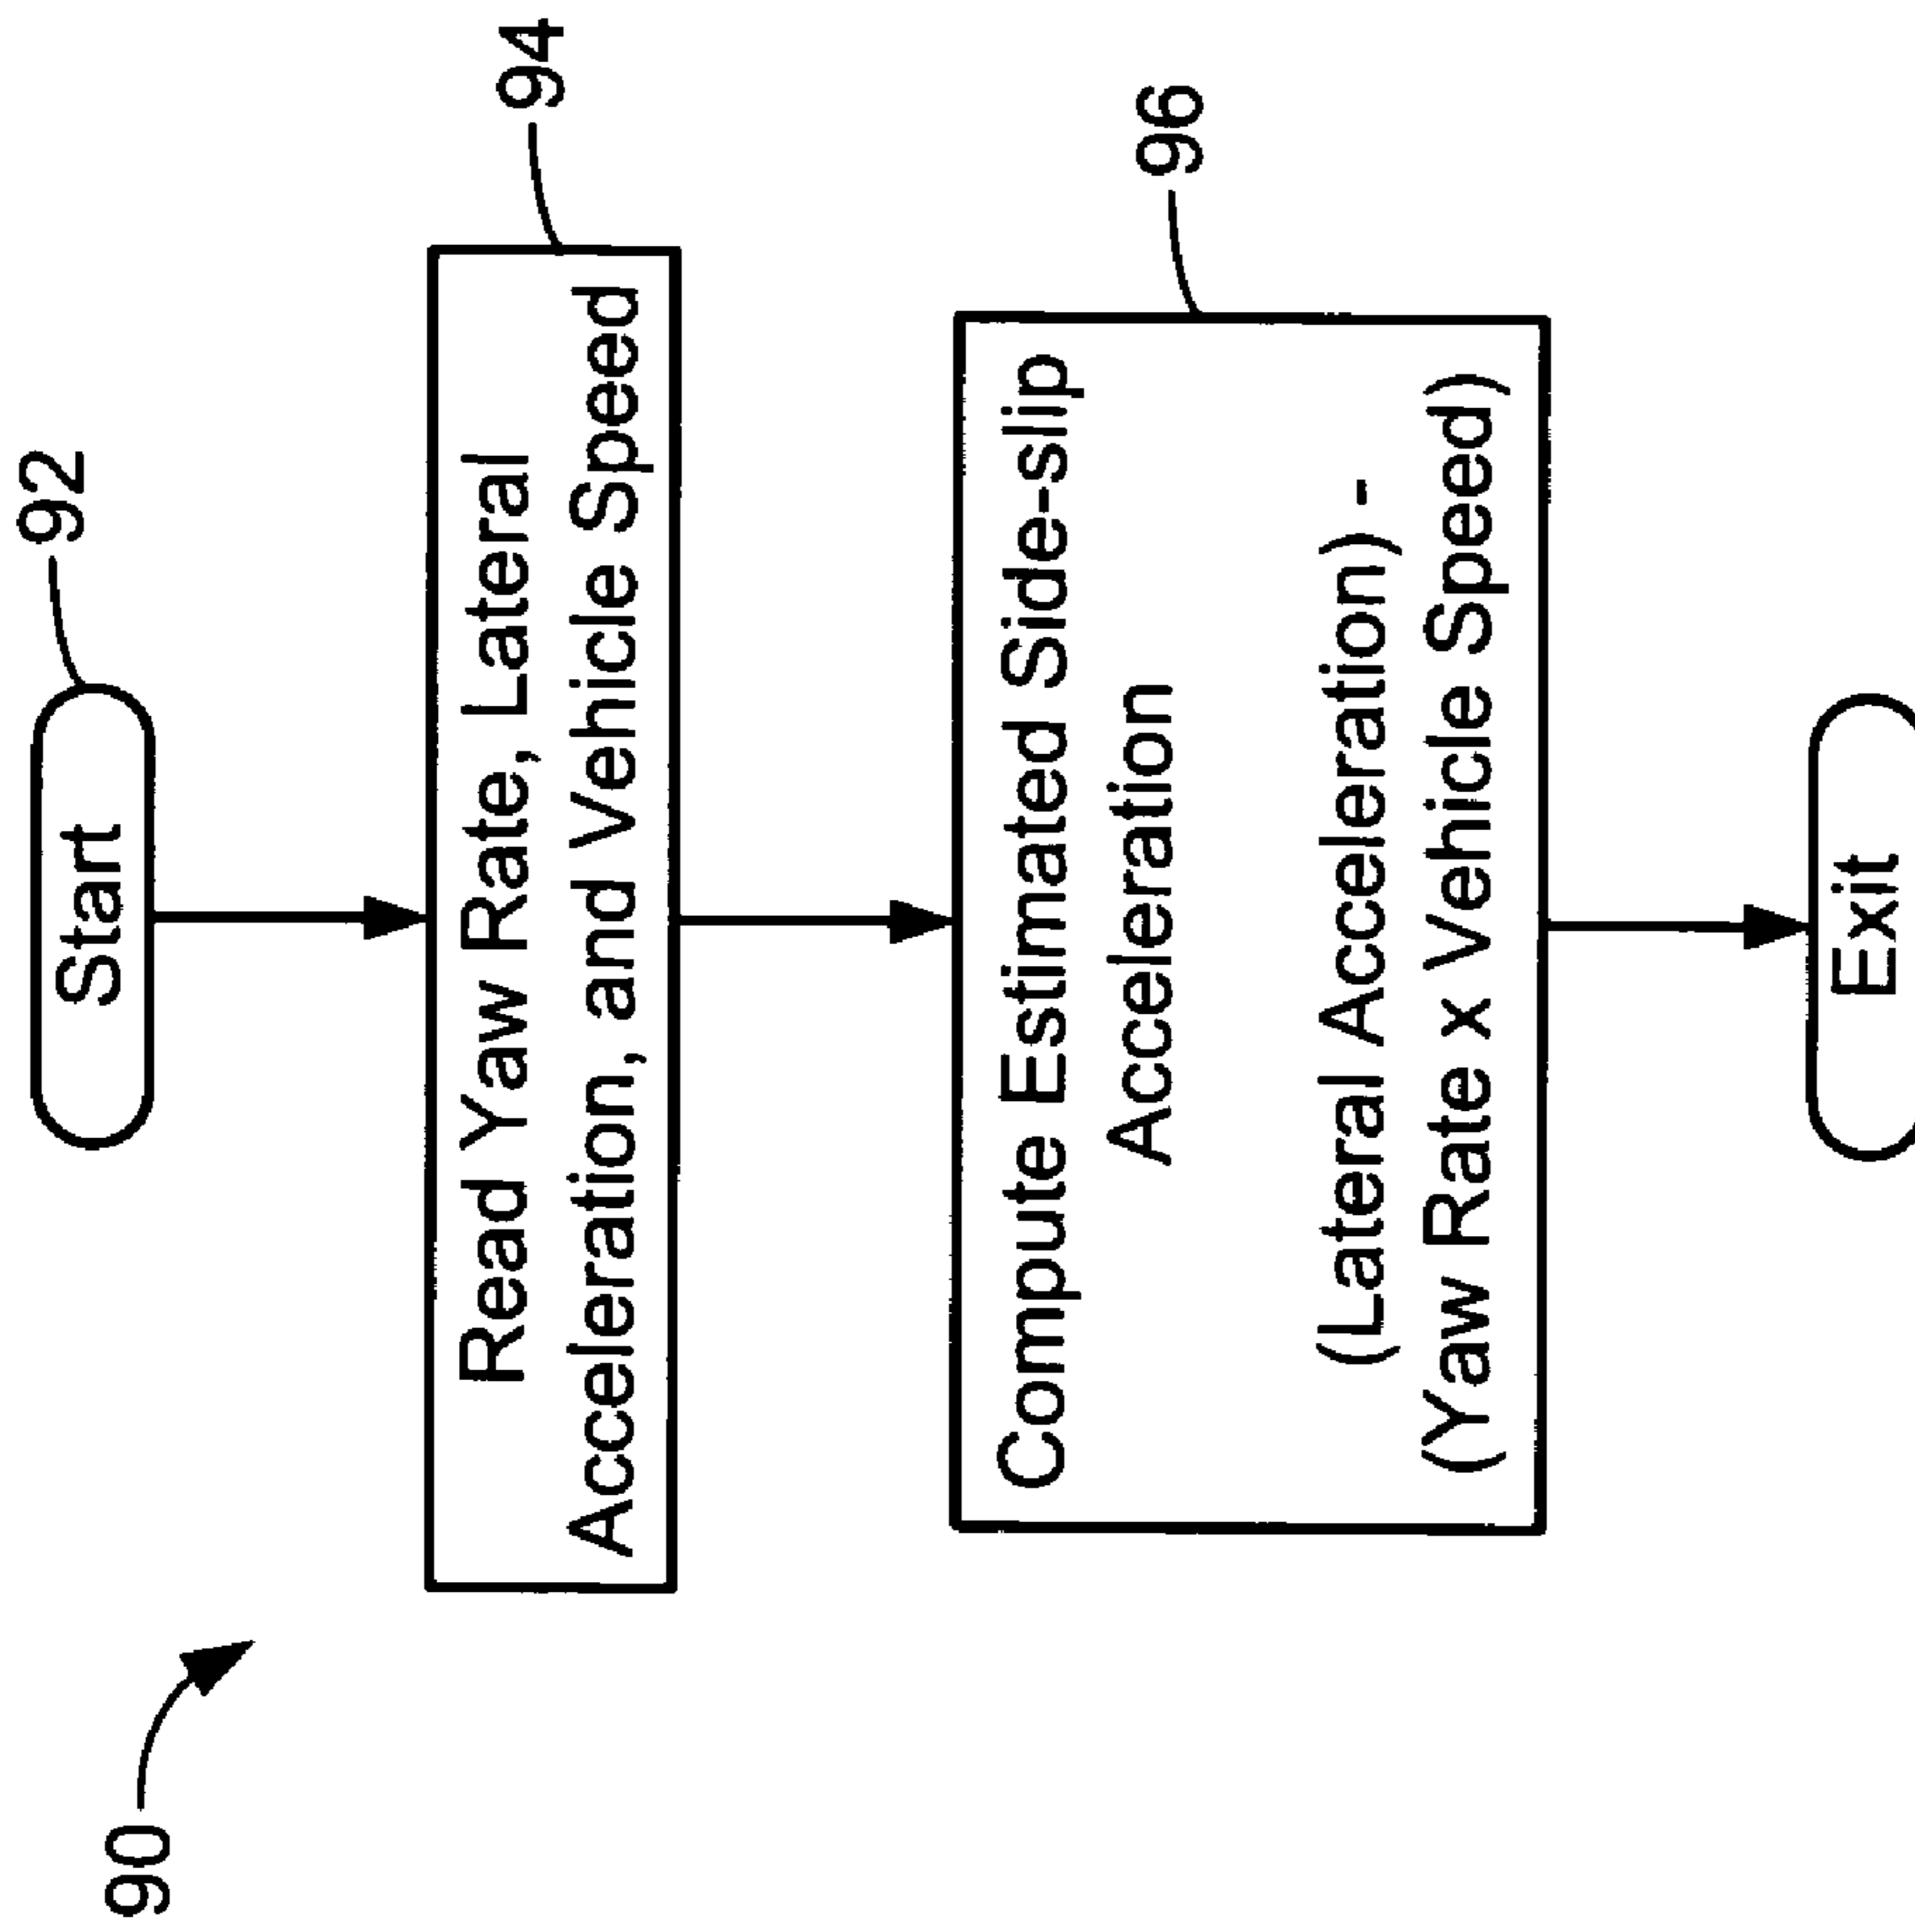 90
Start
92
Read Yaw Rate, Lateral
Acceleration, and Vehicle Speed
94
Compute Estimated Side-slip
Acceleration
(Lateral Acceleration) -
(Yaw Rate x Vehicle Speed)
96
Exit